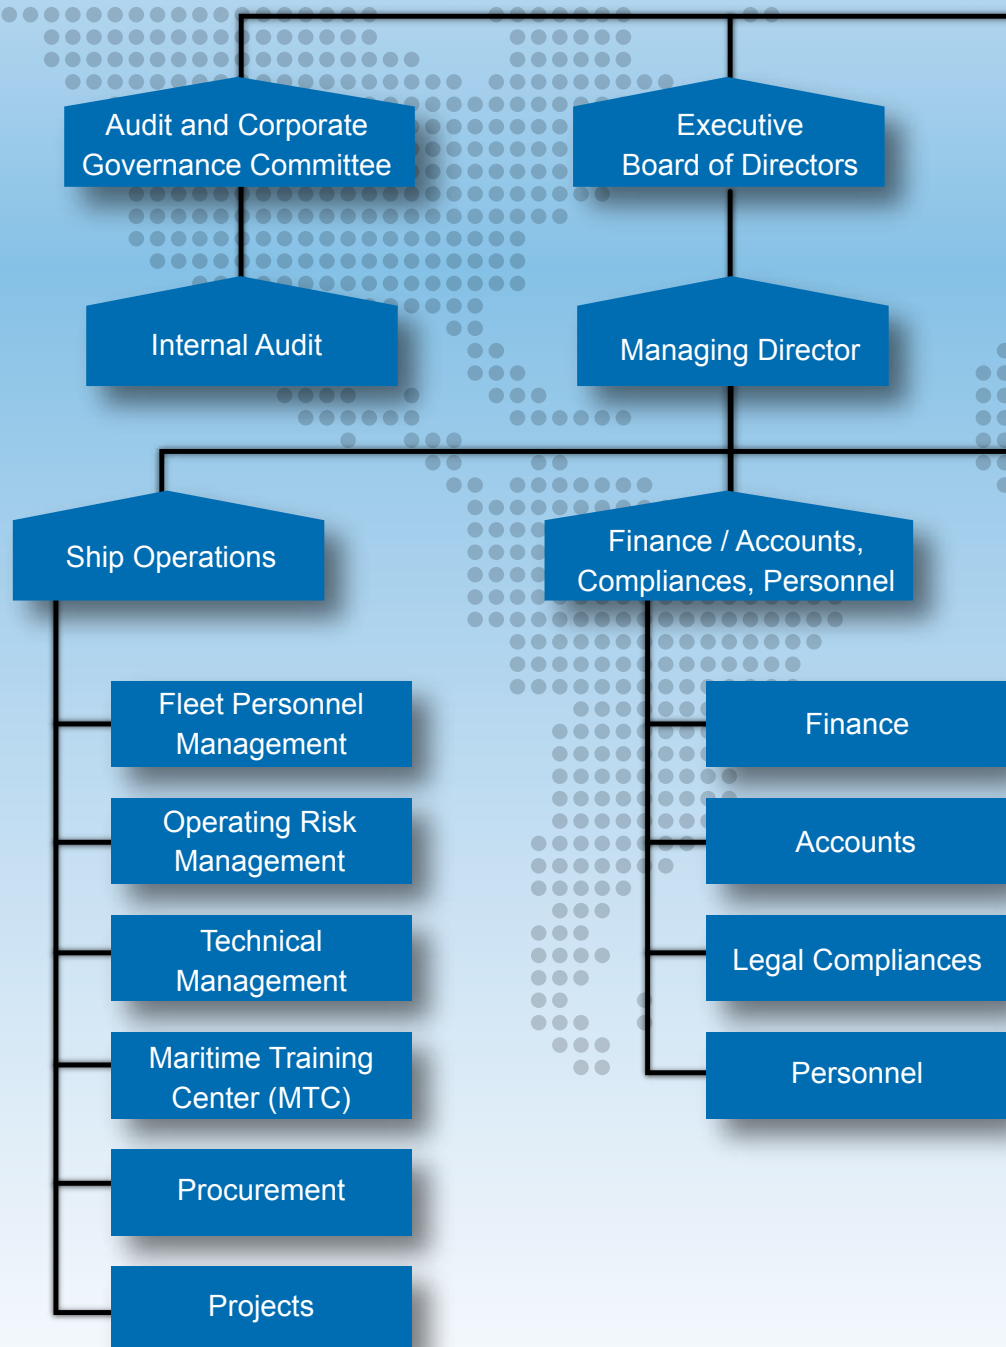 Audit and Corporate
Governance Committee
Executive
Board of Directors
Internal Audit
Managing Director
Ship Operations
Finance / Accounts,
Compliances, Personnel
Fleet Personnel
Management
Operating Risk
Management
Technical
Management
Maritime Training
Center (MTC)
Procurement
Projects
Finance
Accounts
Legal Compliances
Personnel